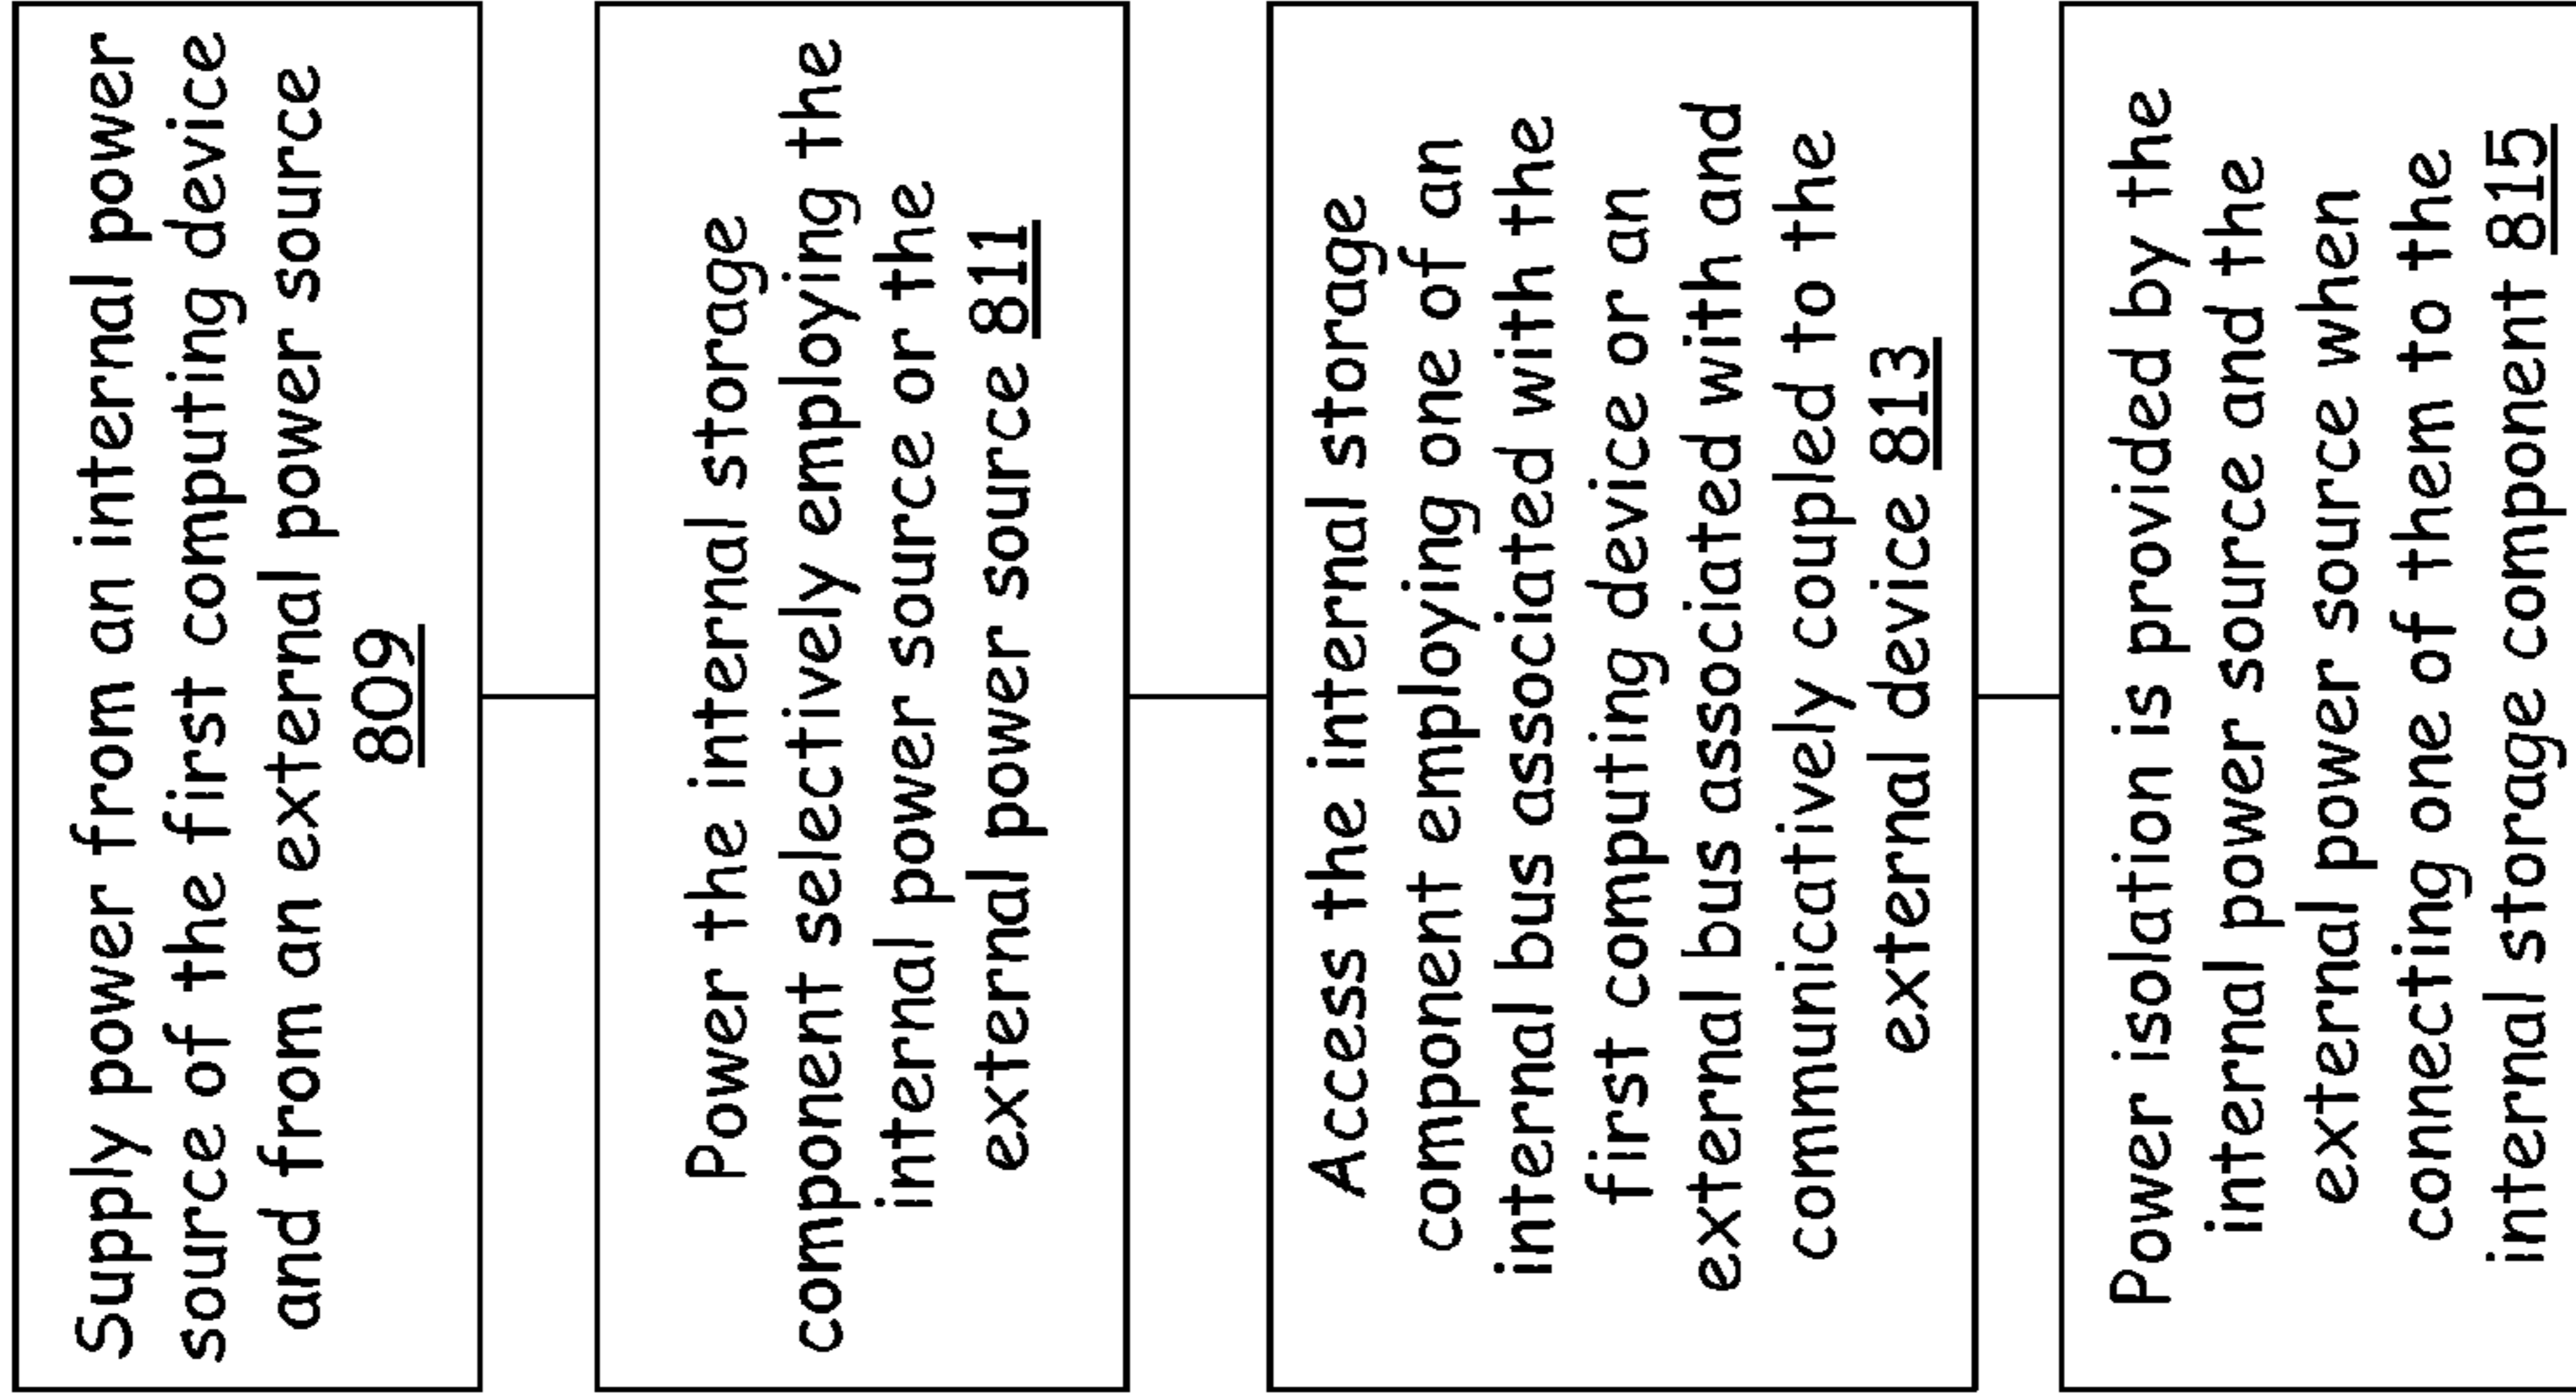 Supply power from an internal power
source of the first computing device
and from an external power source
809
Power the internal storage
component selectively employing the
internal power source or the
external power source 811
Access the internal storage
component employing one of an
internal bus associated with the
first computing device or an
external bus associated with and
communicatively coupled to the
external device 813
Power isolation is provided by the
internal power source and the
external power source when
connecting one of them to the
internal storage component 815